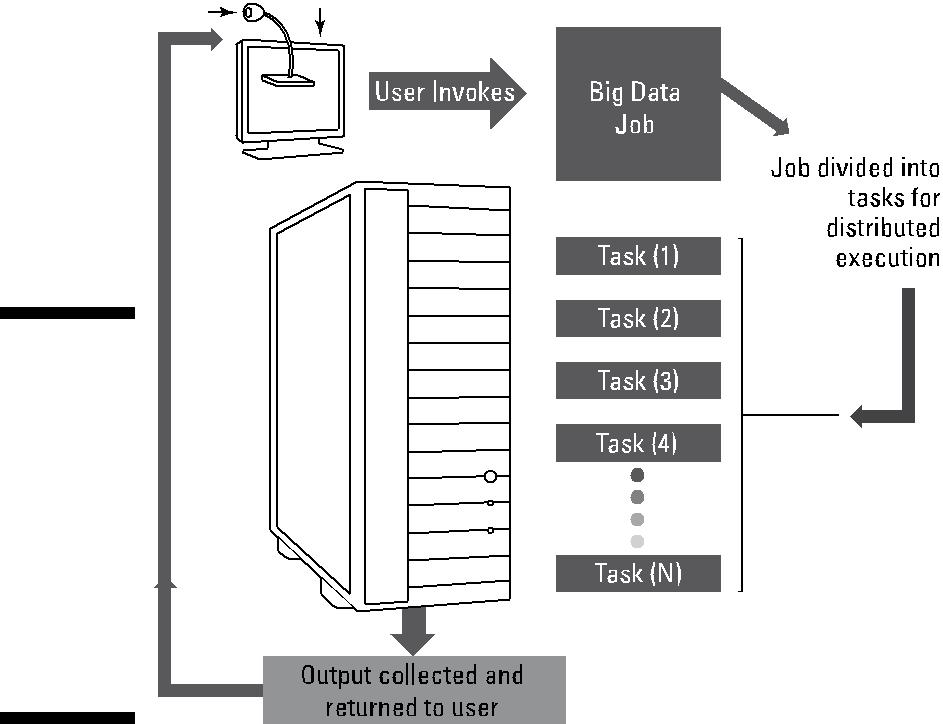 User Invokes
Big Data
Job
Job divided into
tasks for
distributed
execution
Task (1)
Task (2)
Task (3)
Task (4)
Task (N)
Output collected and
returned to user